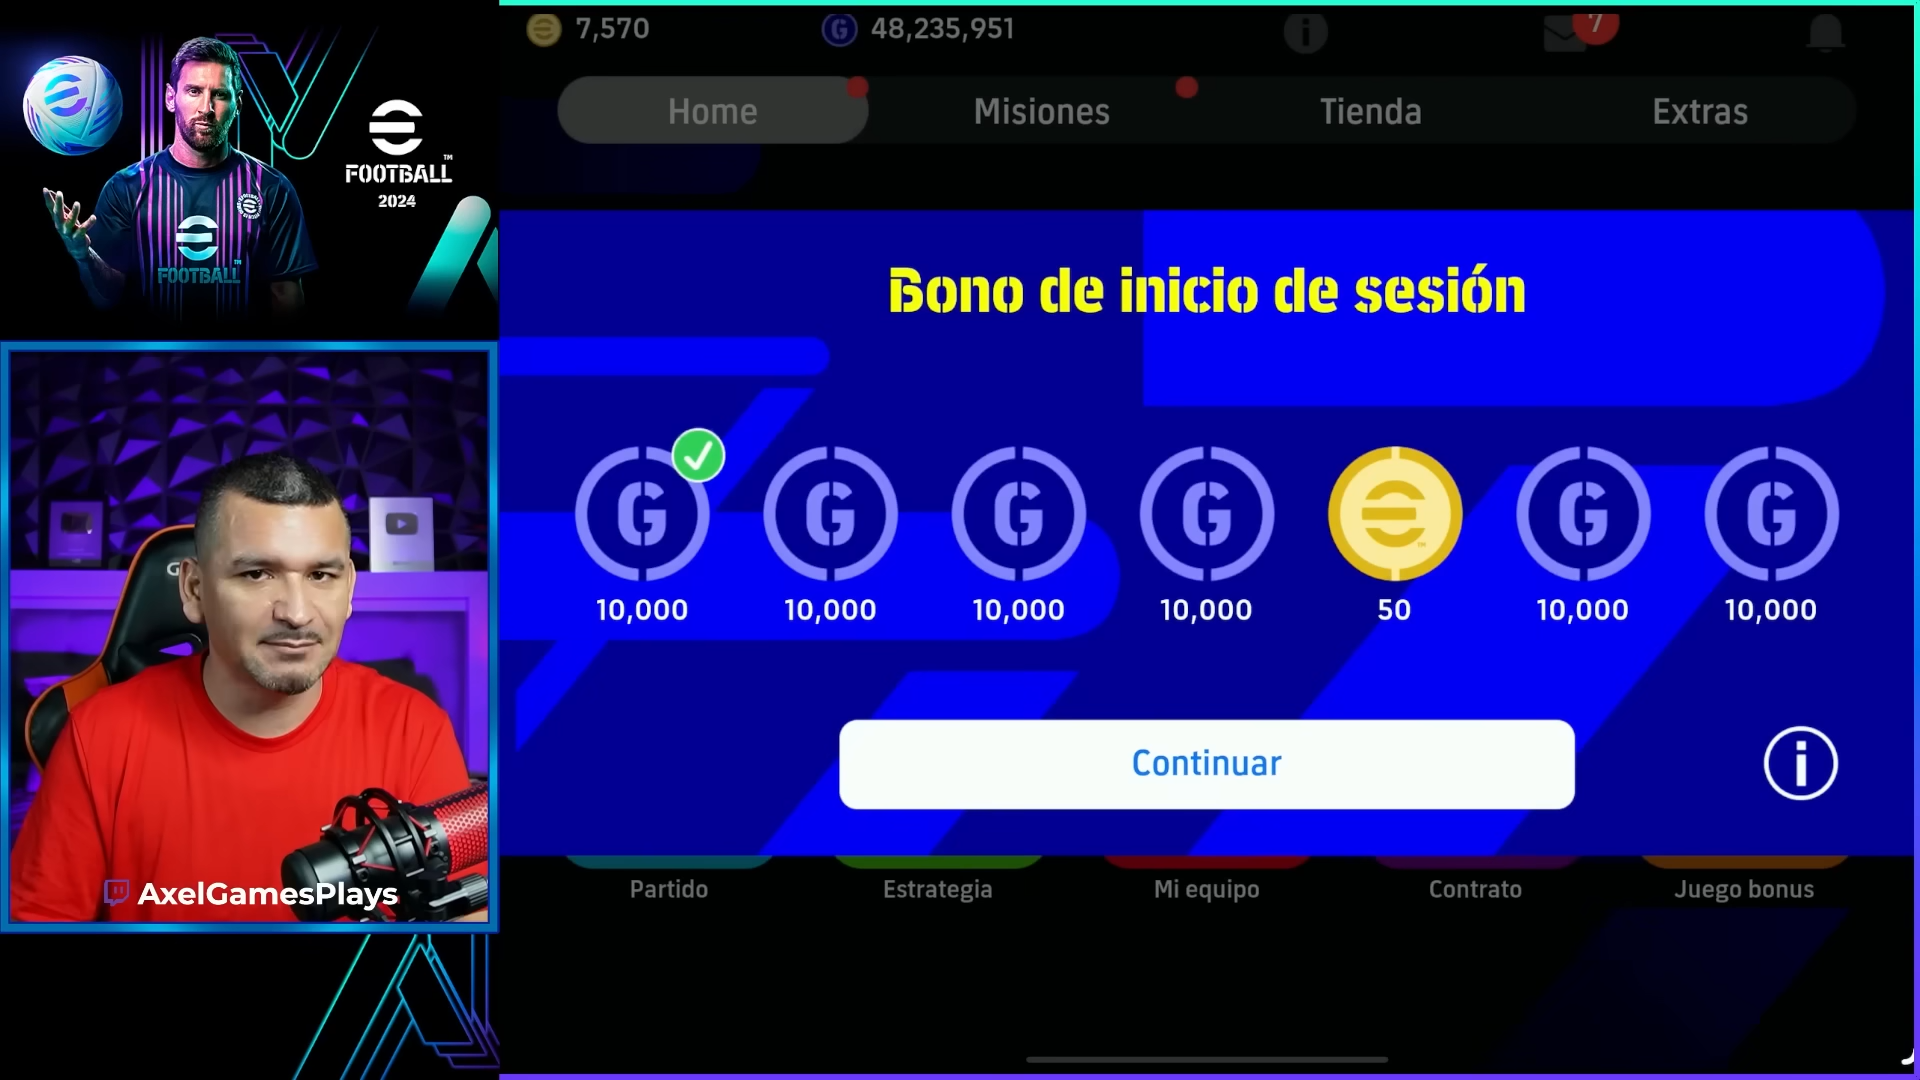 FOOTBALL™
2024
FOOTBALL™
AxelGamesPlays
7,570
48,235,951
7
Home
Misiones
Tienda
Extras
Bono de inicio de sesión
10,000
10,000
10,000
10,000
50
10,000
10,000
Continuar
Partido
Estrategia
Mi equipo
Contrato
Juego bonus